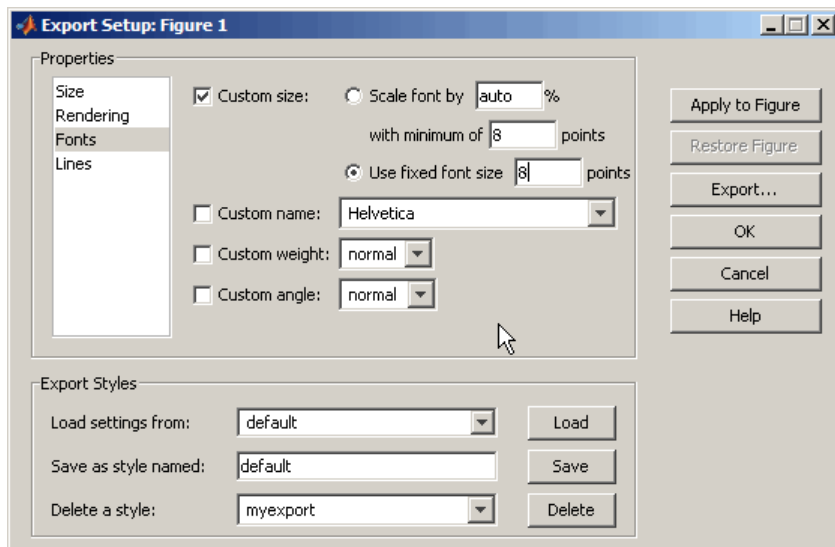 Export Setup: Figure 1
Properties
Size
Rendering
Fonts
Lines
Custom size:
Scale font by auto %
with minimum of 8 points
Use fixed font size 8 points
Custom name: Helvetica
Custom weight: normal
Custom angle: normal
Apply to Figure
Restore Figure
Export...
OK
Cancel
Help
Export Styles
Load settings from: default Load
Save as style named: default Save
Delete a style: myexport Delete